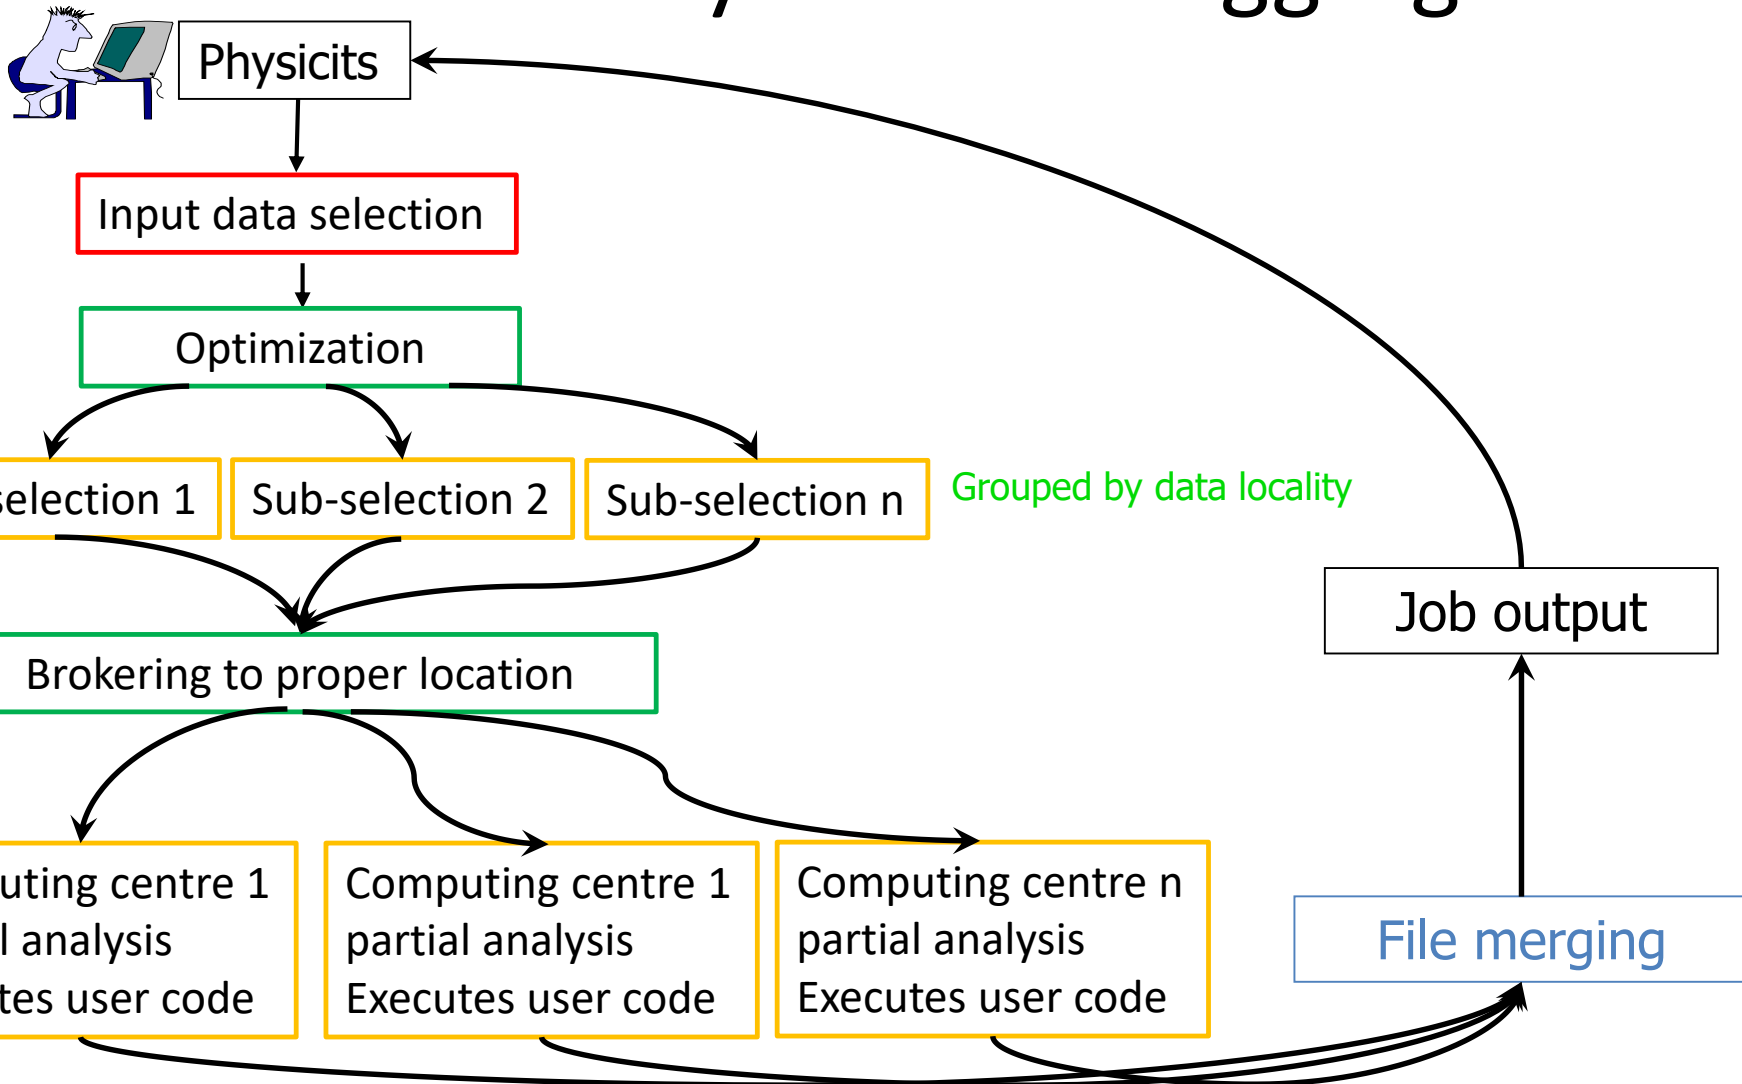 Physicits
Input data selection
Optimization
selection 1
Sub-selection 2
Sub-selection n
Grouped by data locality
Job output
Brokering to proper location
uting centre 1
l analysis
tes user code
Computing centre 1
partial analysis
Executes user code
Computing centre n
partial analysis
Executes user code
File merging